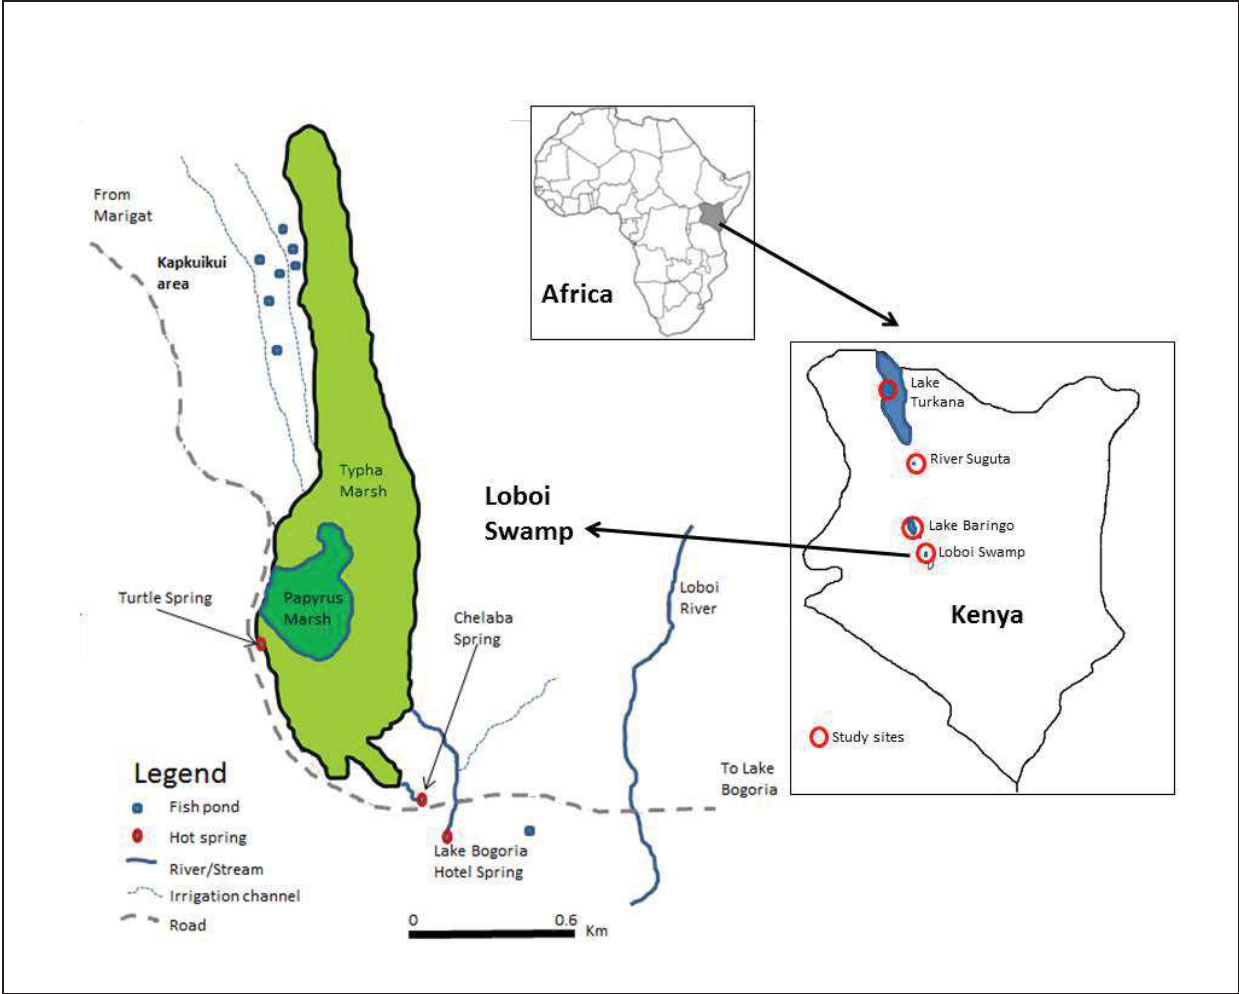 From
Marigat
Kapkuikui
area
Africa
Lake
Turkana
River Suguta
Lake Baringo
Loboi Swamp
Kenya
Study sites
Typha
Marsh
Loboi
Swamp
Papyrus
Marsh
Turtle Spring
Chelaba
Spring
Loboi
River
To Lake
Bogoria
Lake Bogoria
Hotel Spring
Legend
Fish pond
Hot spring
River/Stream
Irrigation channel
Road
0 0.6
Km